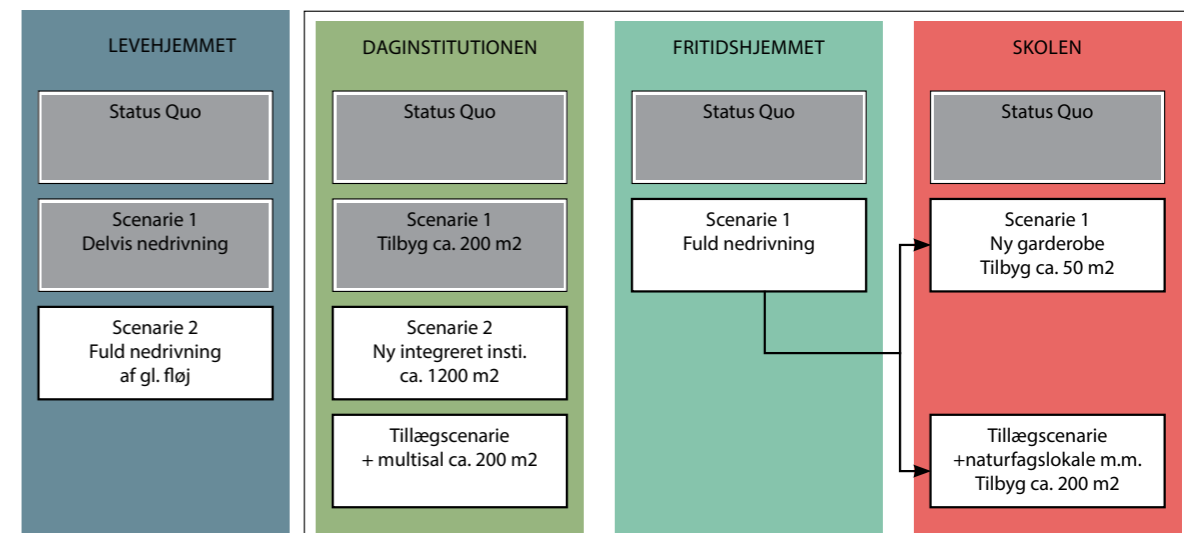 LEVEHJEMMET
Status Quo
Scenarie 1
Delvis nedrivning
Scenarie 2
Fuld nedrivning
af gl. fløj
DAGINSTITUTIONEN
Status Quo
Scenarie 1
Tilbyg ca. 200 m2
Scenarie 2
Ny integreret insti.
ca. 1200 m2
Tillægscenarie
+ multisal ca. 200 m2
FRITIDSHJEMMET
Status Quo
Scenarie 1
Fuld nedrivning
SKOLEN
Status Quo
Scenarie 1
Ny garderobe
Tilbyg ca. 50 m2
Tillægscenarie
+naturfagslokale m.m.
Tilbyg ca. 200 m2